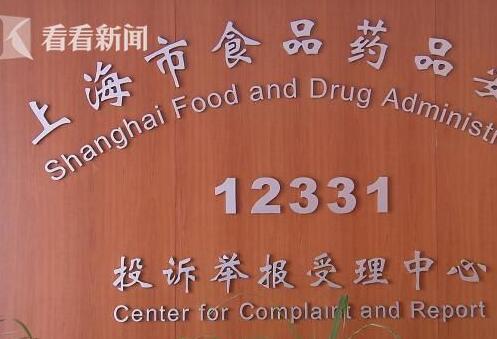 看看新闻
上海市食品药品
Shanghai Food and Drug Administ
12331
投诉举报受理中心
Center for Complaint and Report